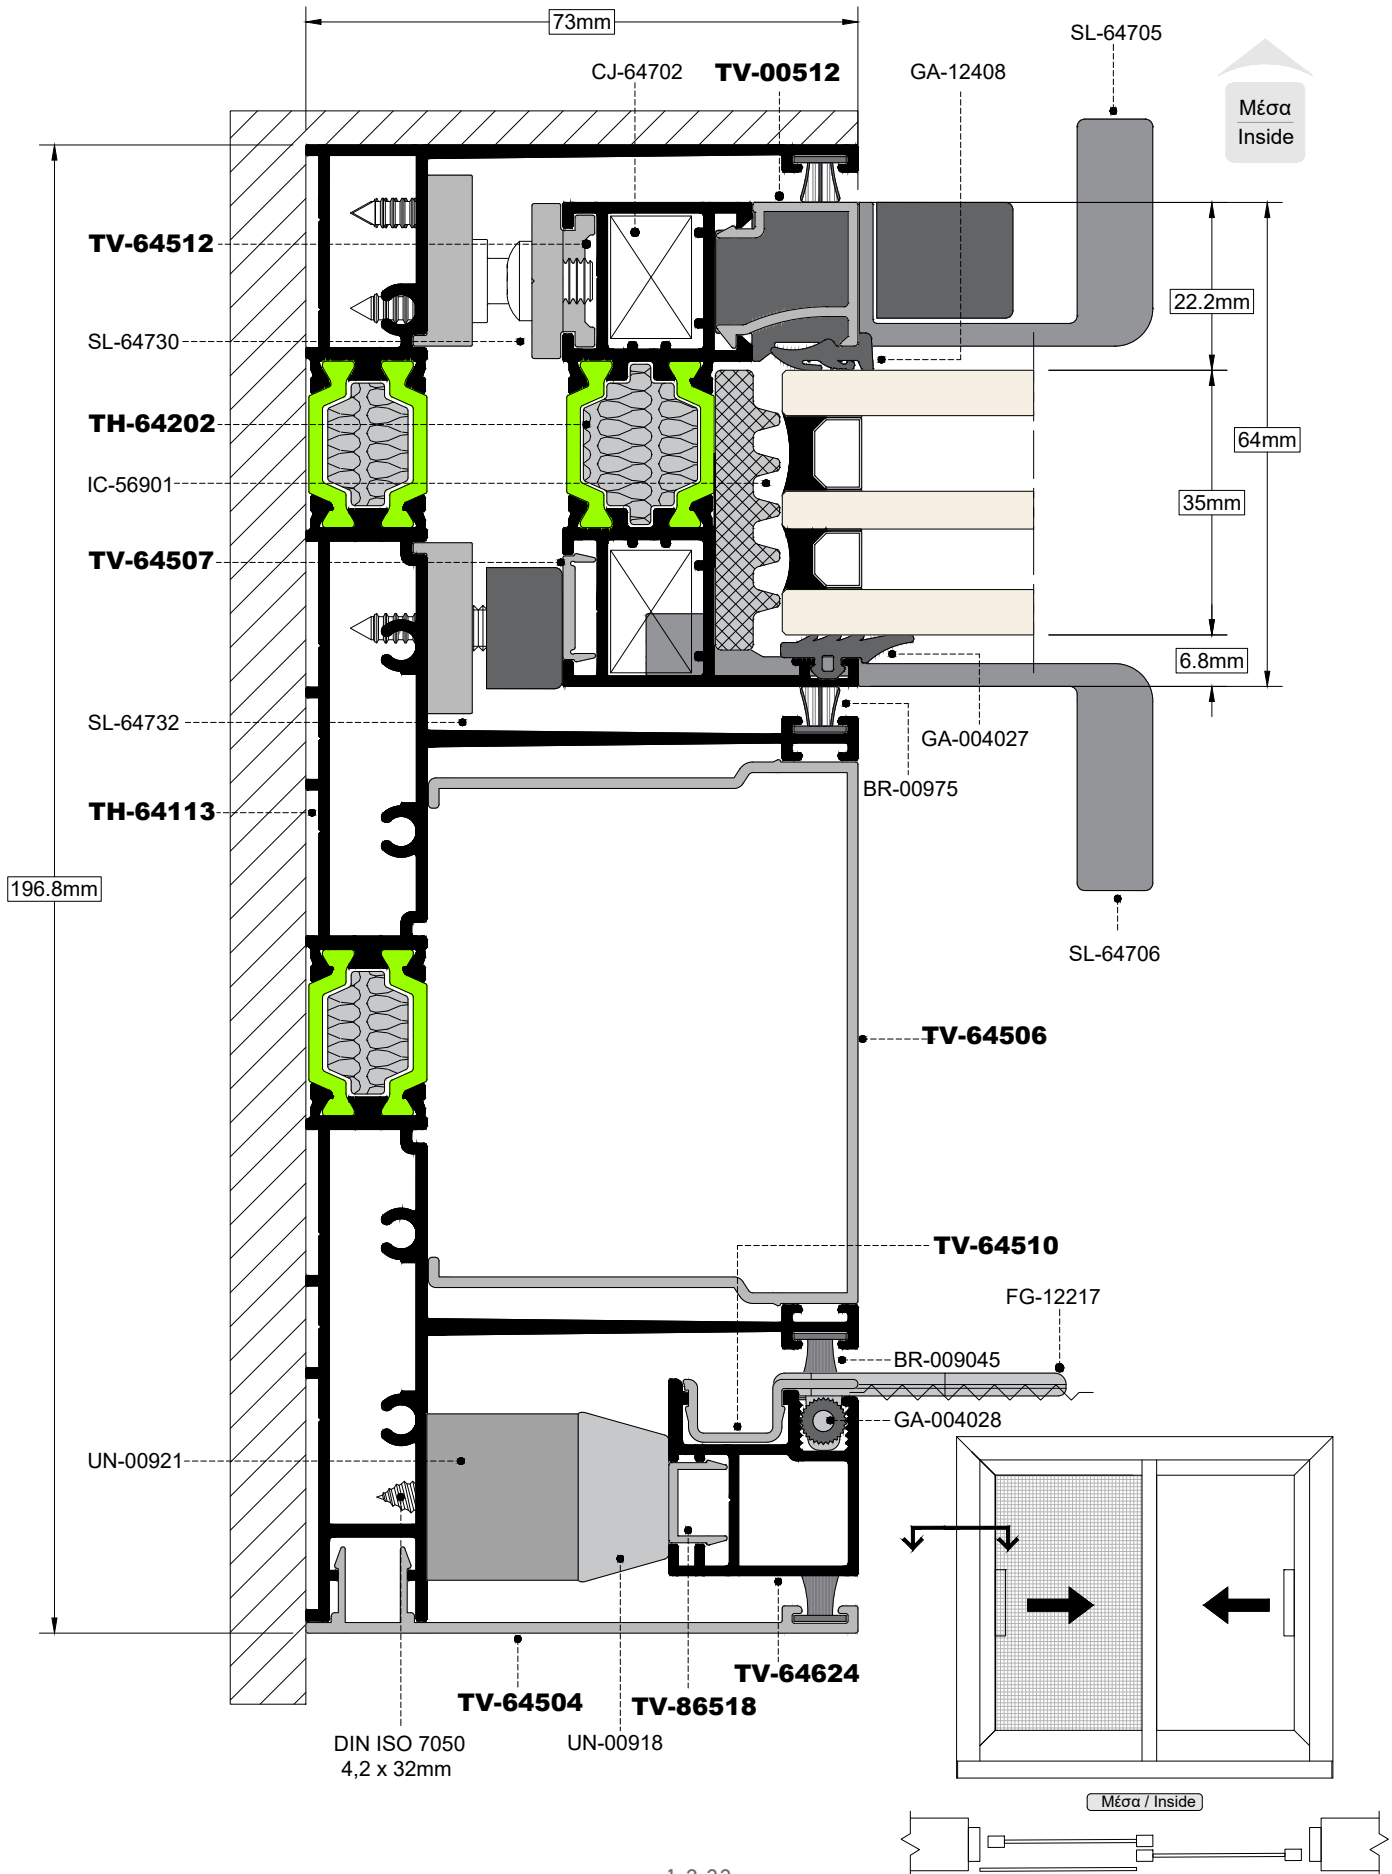 73mm
SL-64705
CJ-64702
TV-00512
GA-12408
Μέσα
Inside
TV-64512
22.2mm
SL-64730
TH-64202
64mm
IC-56901
35mm
TV-64507
6.8mm
SL-64732
GA-004027
BR-00975
TH-64113
196.8mm
SL-64706
TV-64506
TV-64510
FG-12217
BR-009045
GA-004028
UN-00921
TV-64624
TV-64504
TV-86518
DIN ISO 7050
4,2 x 32mm
UN-00918
Μέσα / Inside